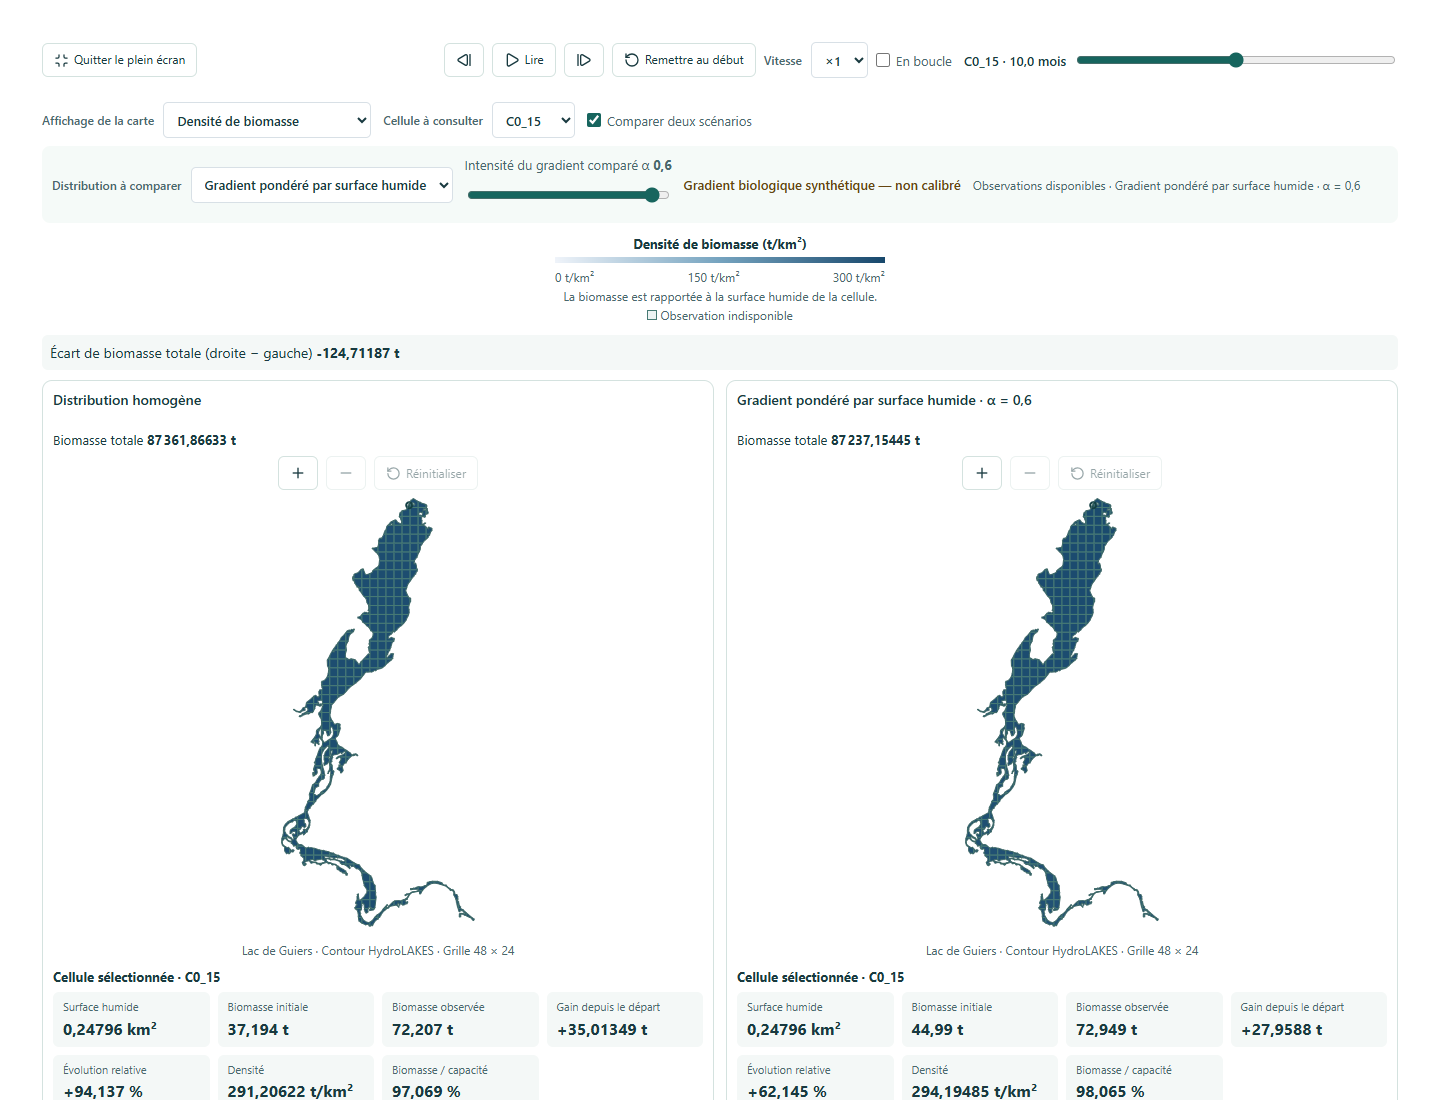 Quitter le plein écran
Lire
Remettre au début
Vitesse
×1
En boucle
C0_15 · 10,0 mois
Affichage de la carte
Densité de biomasse
Cellule à consulter
C0_15
Comparer deux scénarios
Distribution à comparer
Gradient pondéré par surface humide
Intensité du gradient comparé α 0,6
Gradient biologique synthétique — non calibré
Observations disponibles · Gradient pondéré par surface humide · α = 0,6
Densité de biomasse (t/km²)
0 t/km²
150 t/km²
300 t/km²
La biomasse est rapportée à la surface humide de la cellule.
Observation indisponible
Écart de biomasse totale (droite − gauche) -124,71187 t
Distribution homogène
Biomasse totale 87 361,86633 t
+
−
Réinitialiser
Lac de Guiers · Contour HydroLAKES · Grille 48 × 24
Cellule sélectionnée · C0_15
Surface humide
0,24796 km²
Biomasse initiale
37,194 t
Biomasse observée
72,207 t
Gain depuis le départ
+35,01349 t
Évolution relative
+94,137 %
Densité
291,20622 t/km²
Biomasse / capacité
97,069 %
Gradient pondéré par surface humide · α = 0,6
Biomasse totale 87 237,15445 t
+
−
Réinitialiser
Lac de Guiers · Contour HydroLAKES · Grille 48 × 24
Cellule sélectionnée · C0_15
Surface humide
0,24796 km²
Biomasse initiale
44,99 t
Biomasse observée
72,949 t
Gain depuis le départ
+27,9588 t
Évolution relative
+62,145 %
Densité
294,19485 t/km²
Biomasse / capacité
98,065 %